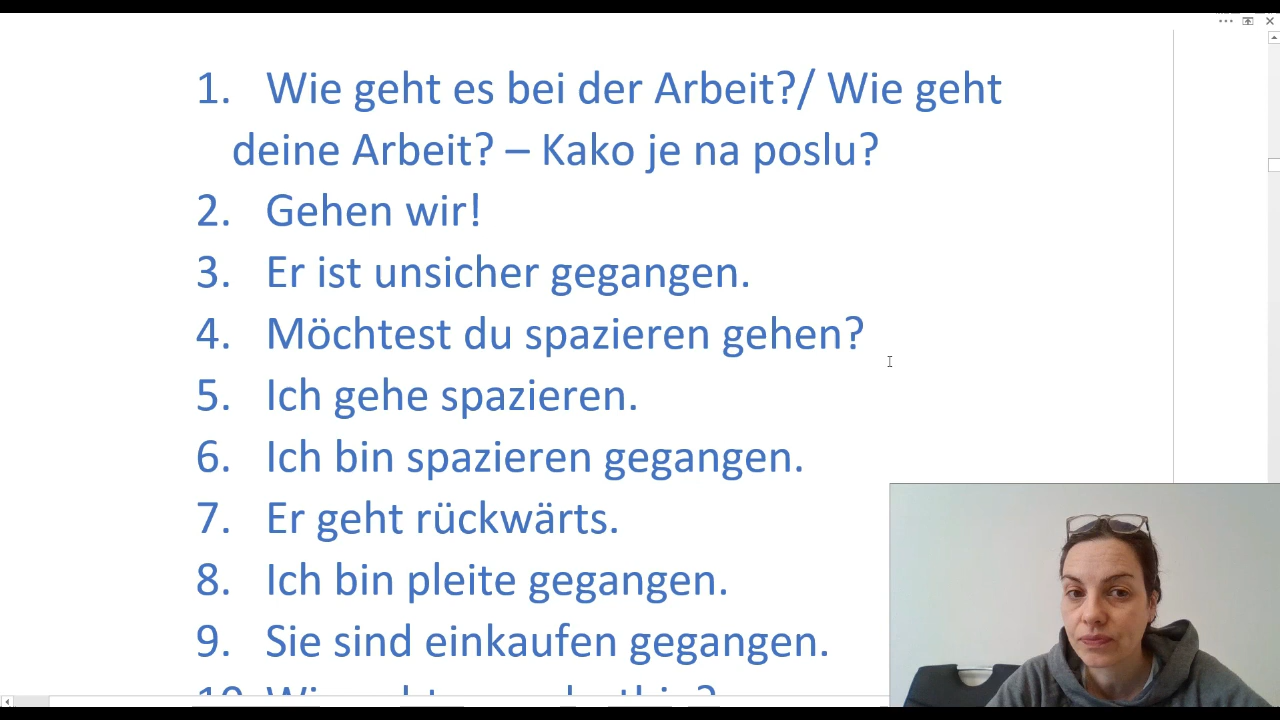 1. Wie geht es bei der Arbeit?/ Wie geht
deine Arbeit? – Kako je na poslu?
2. Gehen wir!
3. Er ist unsicher gegangen.
4. Möchtest du spazieren gehen?
5. Ich gehe spazieren.
6. Ich bin spazieren gegangen.
7. Er geht rückwärts.
8. Ich bin pleite gegangen.
9. Sie sind einkaufen gegangen.